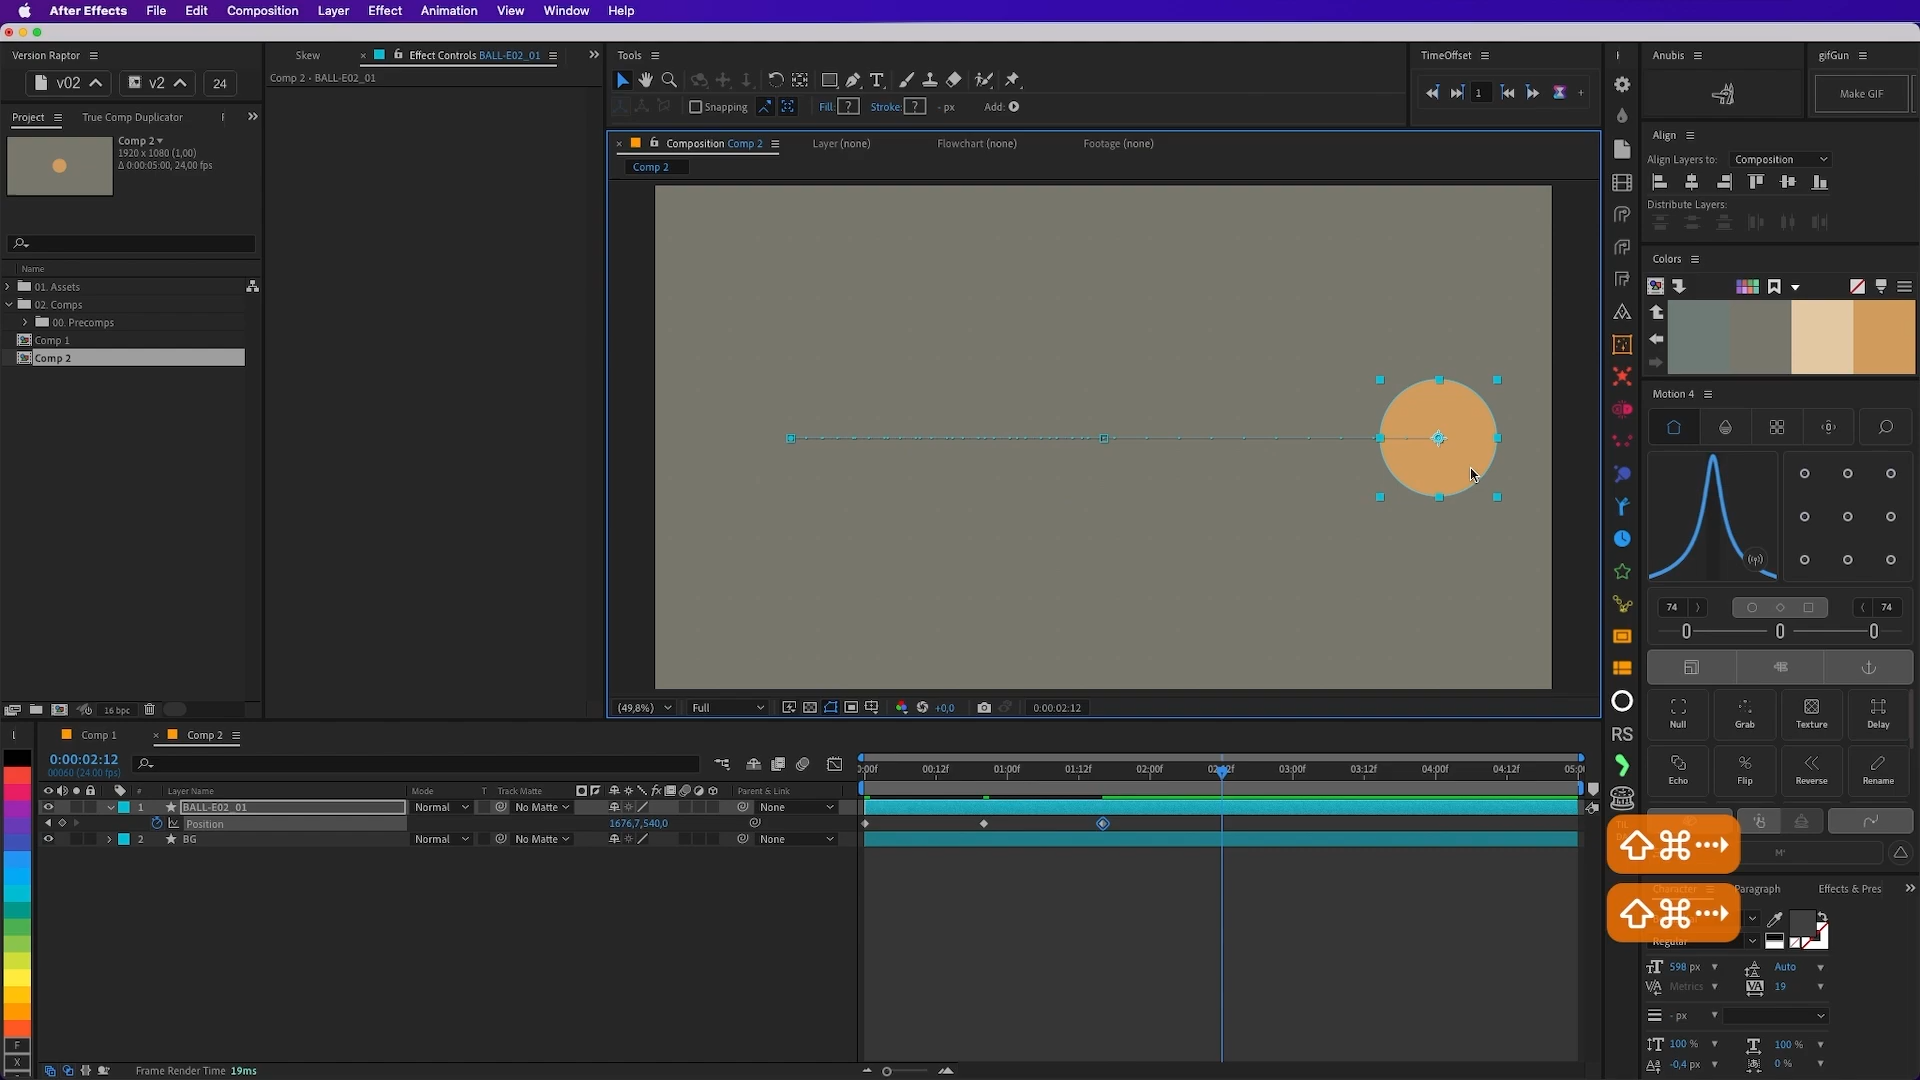 After Effects File Edit Composition Layer Effect Animation View Window Help
Version Raptor
v02 v2 24
Project True Comp Duplicator
Comp 2
1920 x 1080 (1,00)
Δ 0:00:05:00, 24,00 fps
Name
01. Assets
02. Comps
00. Precomps
Comp 1
Comp 2
16 bpc
Skew Effect Controls BALL-E02_01
Comp 2 - BALL-E02_01
Tools
Snapping Fill: ? Stroke: ? - px Add:
TimeOffset
1
Composition Comp 2 Layer (none) Flowchart (none) Footage (none)
Comp 2
(49,8%) Full +0,0 0:00:02:12
Anubis gifGun
Make GIF
Align
Align Layers to: Composition
Distribute Layers:
Colors
Motion 4
74 74
Null Grab Texture Delay
Echo Flip Reverse Rename
RS
Character Paragraph Effects & Pres
Regular
598 px Auto
Metrics 19
- px
100 % 100 %
-0,4 px 0 %
Comp 1 Comp 2
0:00:02:12
00060 (24.00 fps)
# Layer Name Mode T Track Matte Parent & Link
1 BALL-E02_01 Normal No Matte None
Position 1676,7,540,0
2 BG Normal No Matte None
:00f 00:12f 01:00f 01:12f 02:00f 02:12f 03:00f 03:12f 04:00f 04:12f 05:0
F
X
Frame Render Time 19ms
⇧⌘⇢
⇧⌘⇢